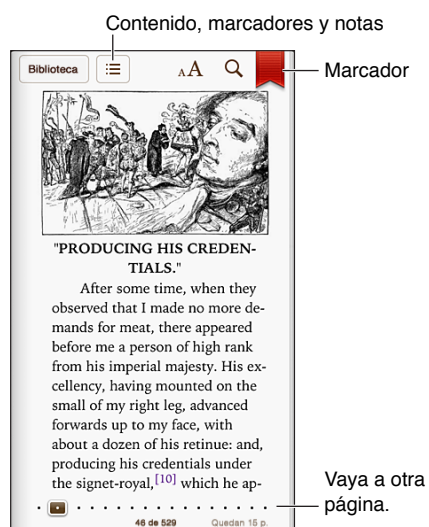 Contenido, marcadores y notas
Biblioteca AA
Marcador
"PRODUCING HIS CREDEN-
TIALS."
After some time, when they
observed that I made no more de-
mands for meat, there appeared
before me a person of high rank
from his imperial majesty. His ex-
cellency, having mounted on the
small of my right leg, advanced
forwards up to my face, with
about a dozen of his retinue: and,
producing his credentials under
the signet-royal,[10] which he ap-
Vaya a otra
página.
46 de 529 Quedan 15 p.